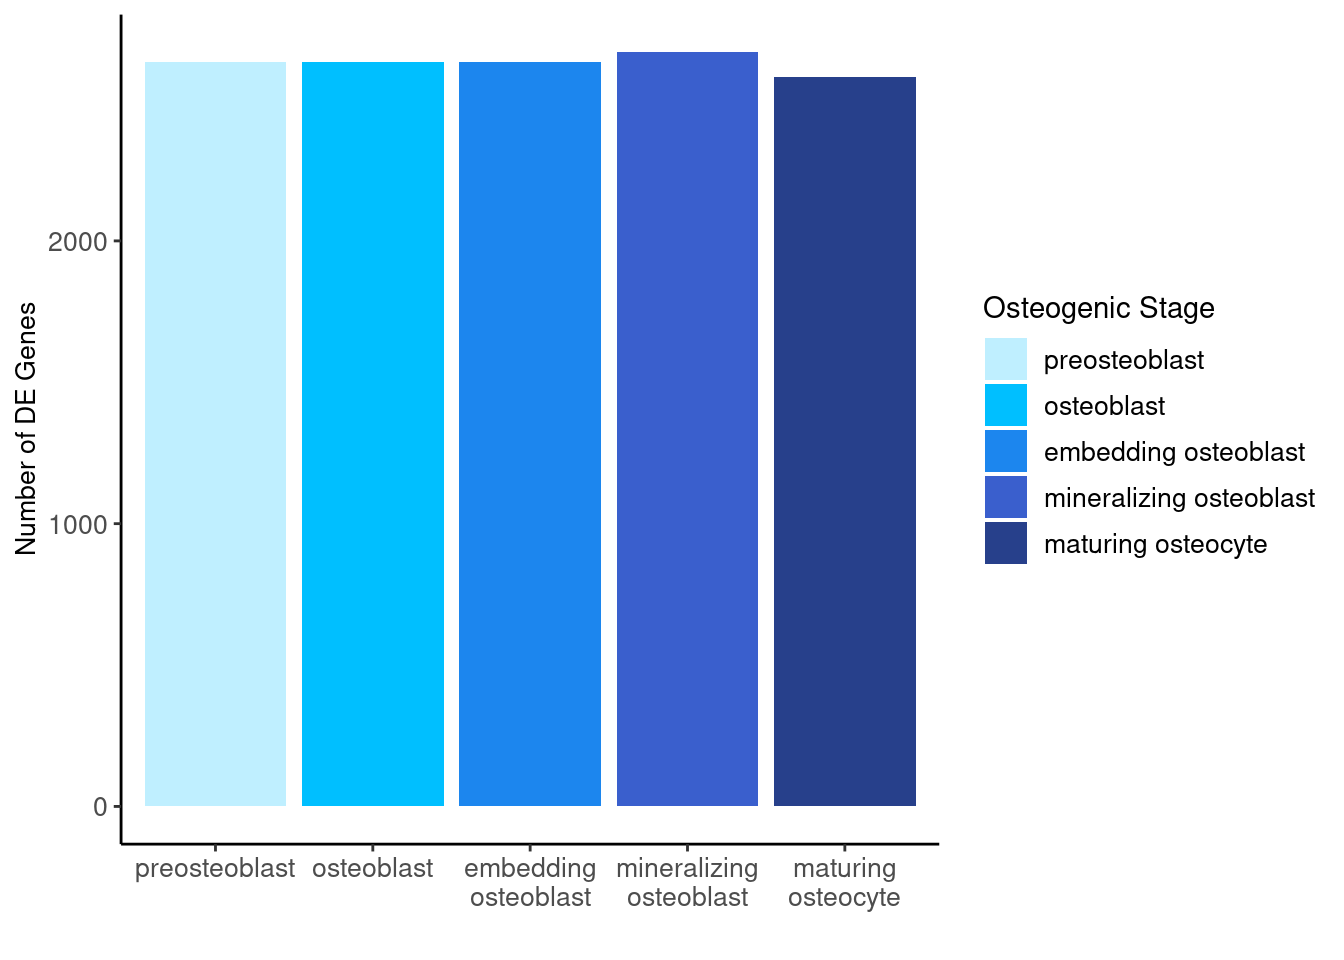 Number of DE Genes
2000
1000
0
preosteoblast
osteoblast
embedding
osteoblast
mineralizing
osteoblast
maturing
osteocyte
Osteogenic Stage
preosteoblast
osteoblast
embedding osteoblast
mineralizing osteoblast
maturing osteocyte